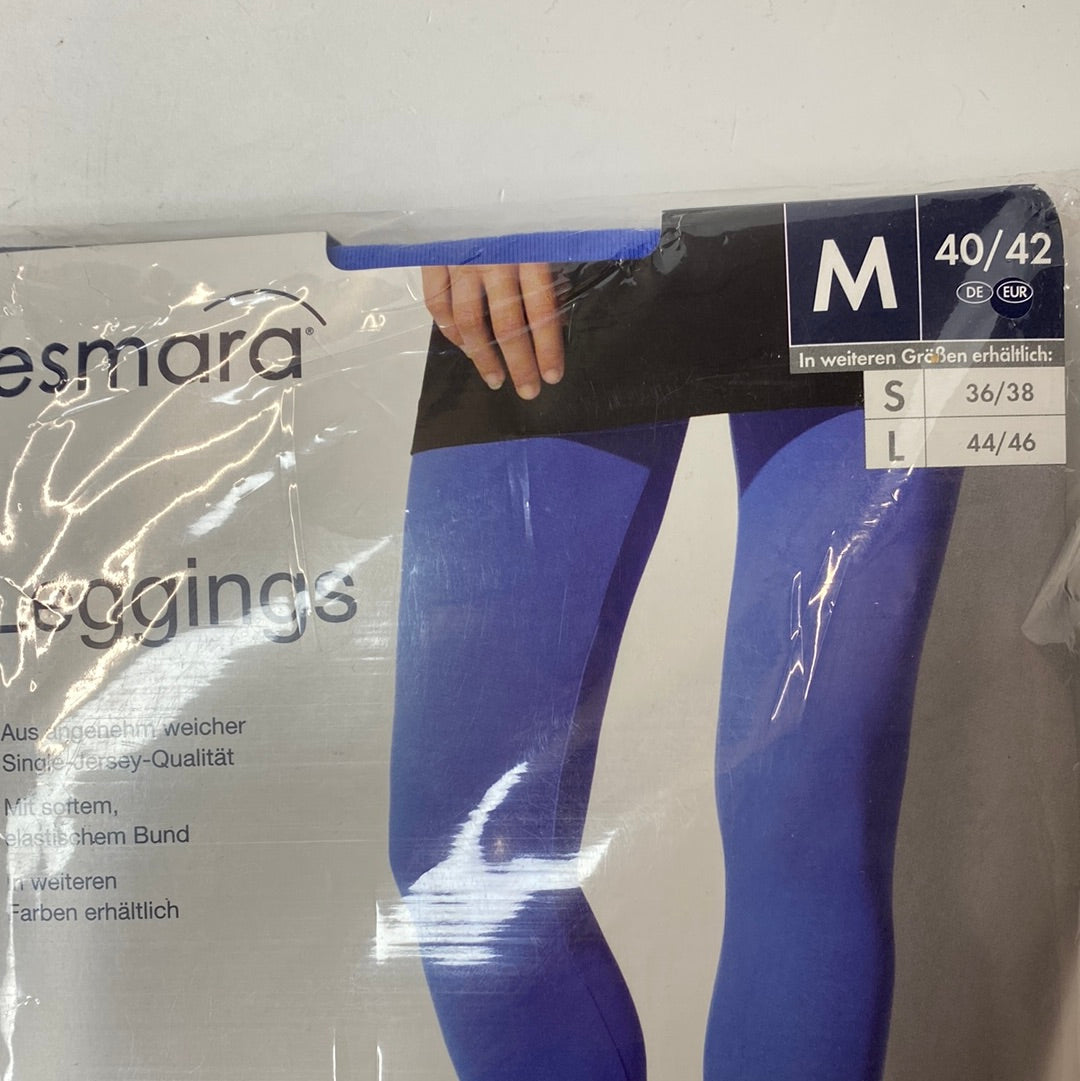 esmara®
Leggings
Aus angenehm weicher
Single-Jersey-Qualität
Mit softem,
elastischem Bund
In weiteren
Farben erhältlich
M
40/42
DE EUR
In weiteren Größen erhältlich:
S 36/38
L 44/46